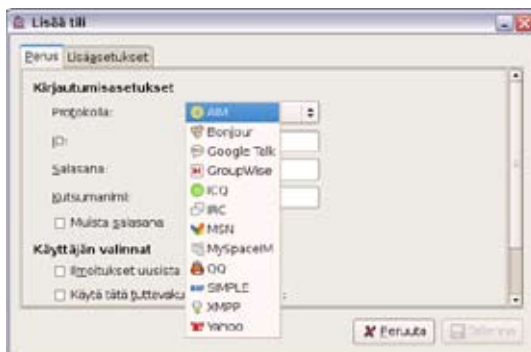 Lisää tili
Perus Lisäasetukset
Kirjautumisasetukset
Protokolla: AIM
Bonjour
ID:
Google Talk
Salasana:
GroupWise
ICQ
Kutsumanimi:
IRC
Muista salasana
MSN
Käyttäjän valinnat
MySpaceIM
Ilmoitukset uusista
QQ
Käytä tätä
SIMPLE
XMPP
Yahoo
Peruuta